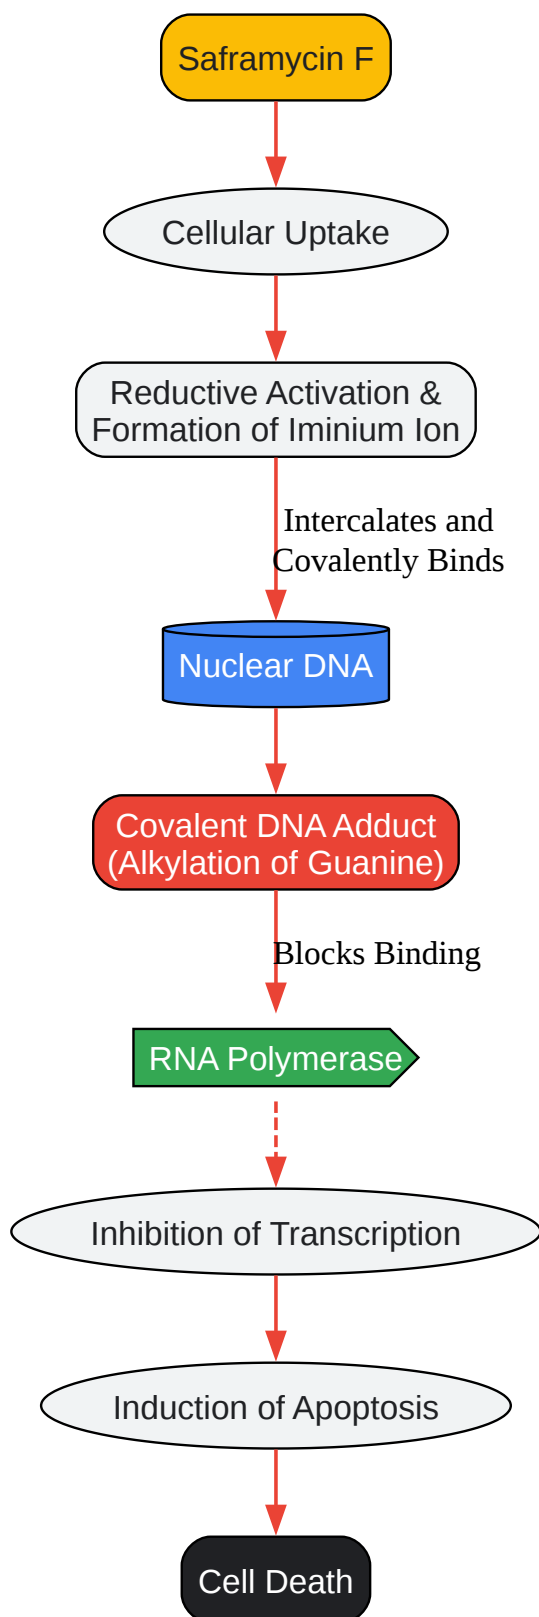 Saframycin F
Cellular Uptake
Reductive Activation &
Formation of Iminium Ion
Intercalates and
Covalently Binds
Nuclear DNA
Covalent DNA Adduct
(Alkylation of Guanine)
Blocks Binding
RNA Polymerase
Inhibition of Transcription
Induction of Apoptosis
Cell Death